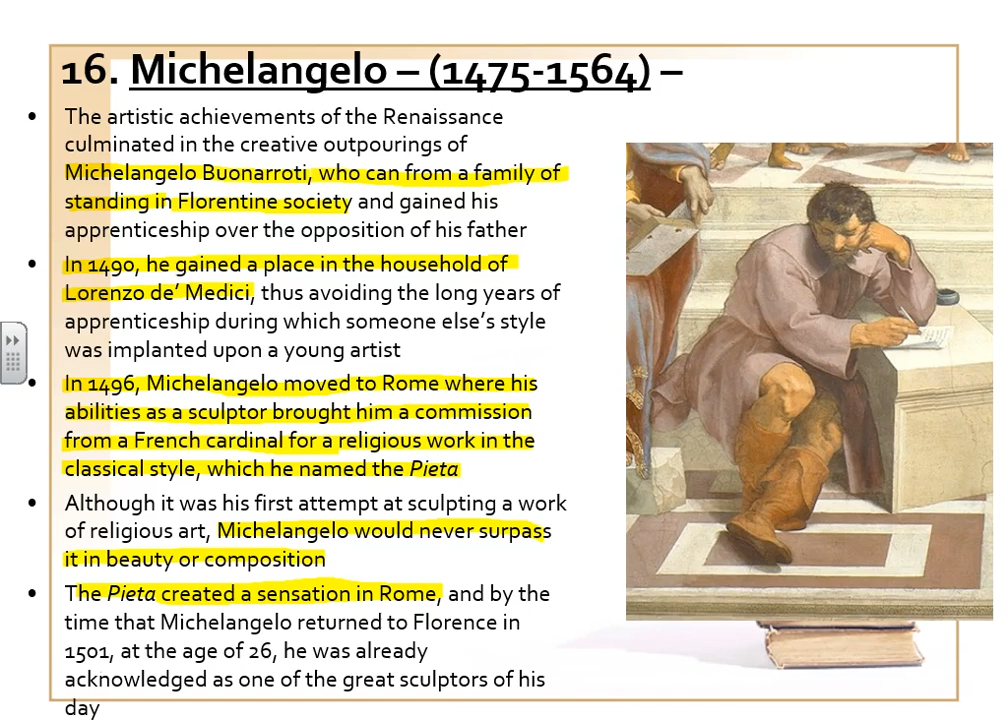 16. Michelangelo – (1475-1564) –
• The artistic achievements of the Renaissance
culminated in the creative outpourings of
Michelangelo Buonarroti, who can from a family of
standing in Florentine society and gained his
apprenticeship over the opposition of his father
• In 1490, he gained a place in the household of
Lorenzo de’ Medici, thus avoiding the long years of
apprenticeship during which someone else’s style
was implanted upon a young artist
• In 1496, Michelangelo moved to Rome where his
abilities as a sculptor brought him a commission
from a French cardinal for a religious work in the
classical style, which he named the Pieta
• Although it was his first attempt at sculpting a work
of religious art, Michelangelo would never surpass
it in beauty or composition
• The Pieta created a sensation in Rome, and by the
time that Michelangelo returned to Florence in
1501, at the age of 26, he was already
acknowledged as one of the great sculptors of his
day